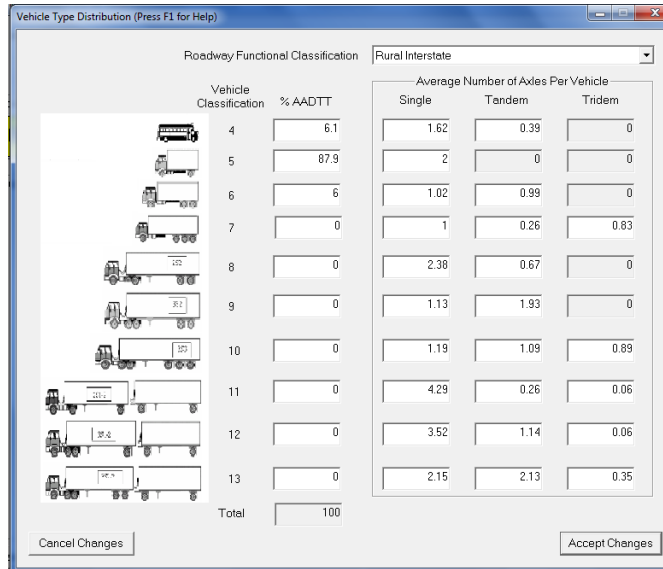 Vehicle Type Distribution (Press F1 for Help)
Roadway Functional Classification Rural Interstate
Average Number of Axles Per Vehicle
Vehicle Classification % AADTT Single Tandem Tridem
4 6.1 1.62 0.39 0
5 87.9 2 0 0
6 6 1.02 0.99 0
7 0 1 0.26 0.83
8 0 2.38 0.67 0
9 0 1.13 1.93 0
10 0 1.19 1.09 0.89
11 0 4.29 0.26 0.06
12 0 3.52 1.14 0.06
13 0 2.15 2.13 0.35
Total 100
Cancel Changes Accept Changes